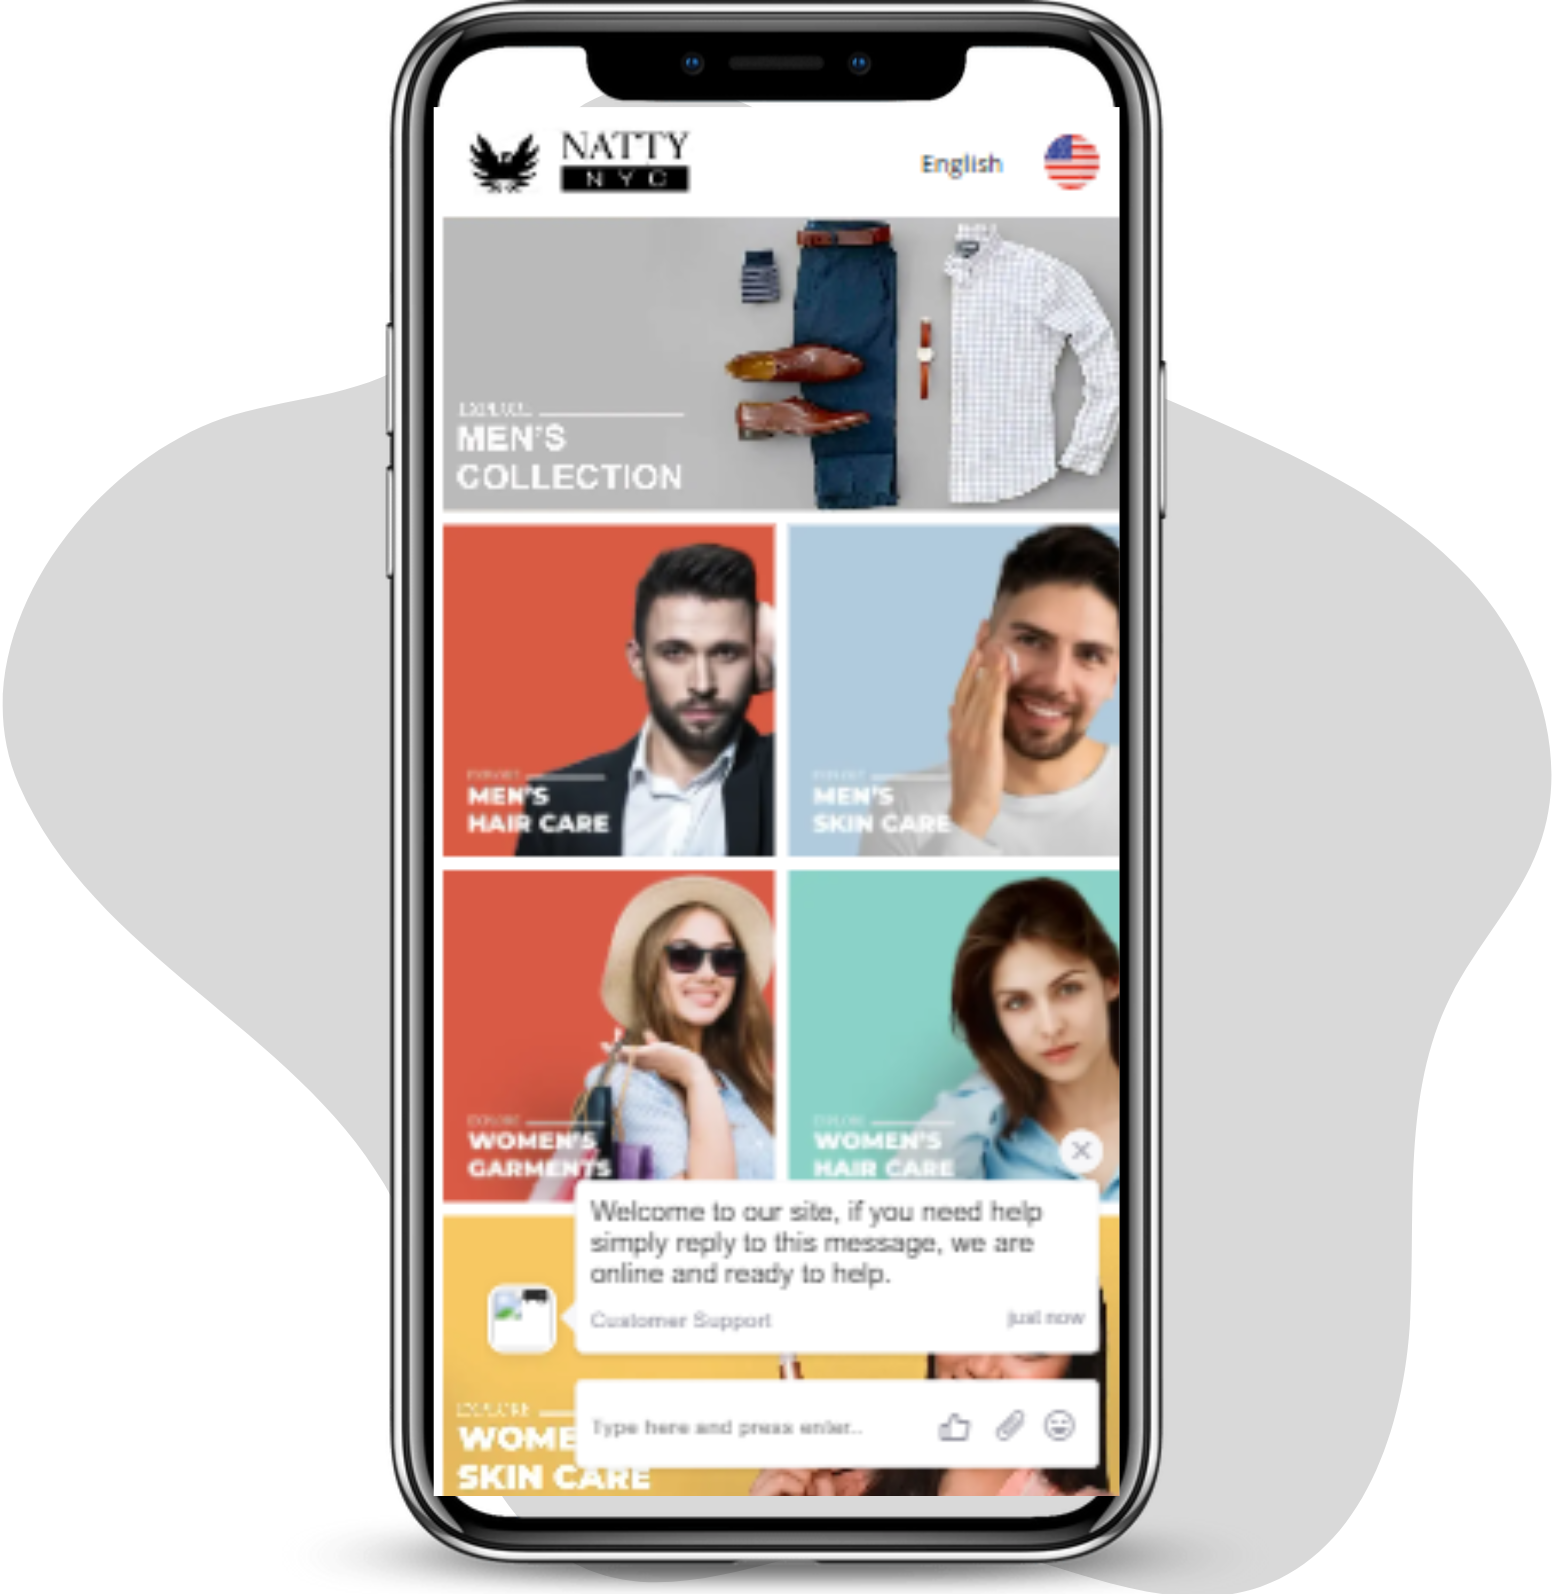 NATTY
NYC
English
EXPLORE
MEN'S
COLLECTION
EXPLORE
MEN'S
HAIR CARE
EXPLORE
MEN'S
SKIN CARE
EXPLORE
WOMEN'S
GARMENTS
EXPLORE
WOMEN'S
HAIR CARE
Welcome to our site, if you need help
simply reply to this message, we are
online and ready to help.
Customer Support
just now
EXPLORE
WOME
SKIN CARE
Type here and press enter..